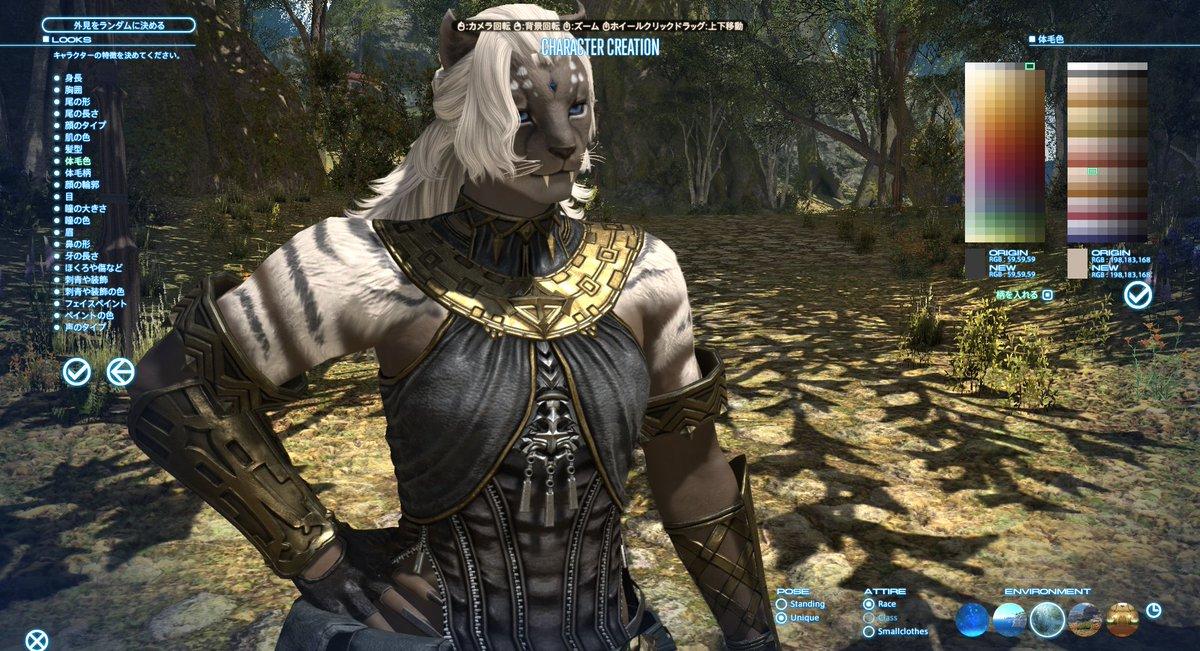 外見をランダムに決める
LOOKS
キャラクターの特徴を決めてください。
身長
胸囲
尾の形
尾の長さ
顔のタイプ
肌の色
髪型
体毛色
体毛柄
顔の輪郭
目
瞳の大きさ
瞳の色
眉
鼻の形
牙の長さ
ほくろや傷など
刺青や装飾
刺青や装飾の色
フェイスペイント
ペイントの色
声のタイプ
:カメラ回転 :背景回転 :ズーム ホイールクリックドラッグ:上下移動
CHARACTER CREATION
体毛色
ORIGIN
RGB : 59,59,59
NEW
RGB : 59,59,59
ORIGIN
RGB : 198,183,168
NEW
RGB : 198,183,168
柄を入れる
POSE
Standing
Unique
ATTIRE
Race
Class
Smallclothes
ENVIRONMENT